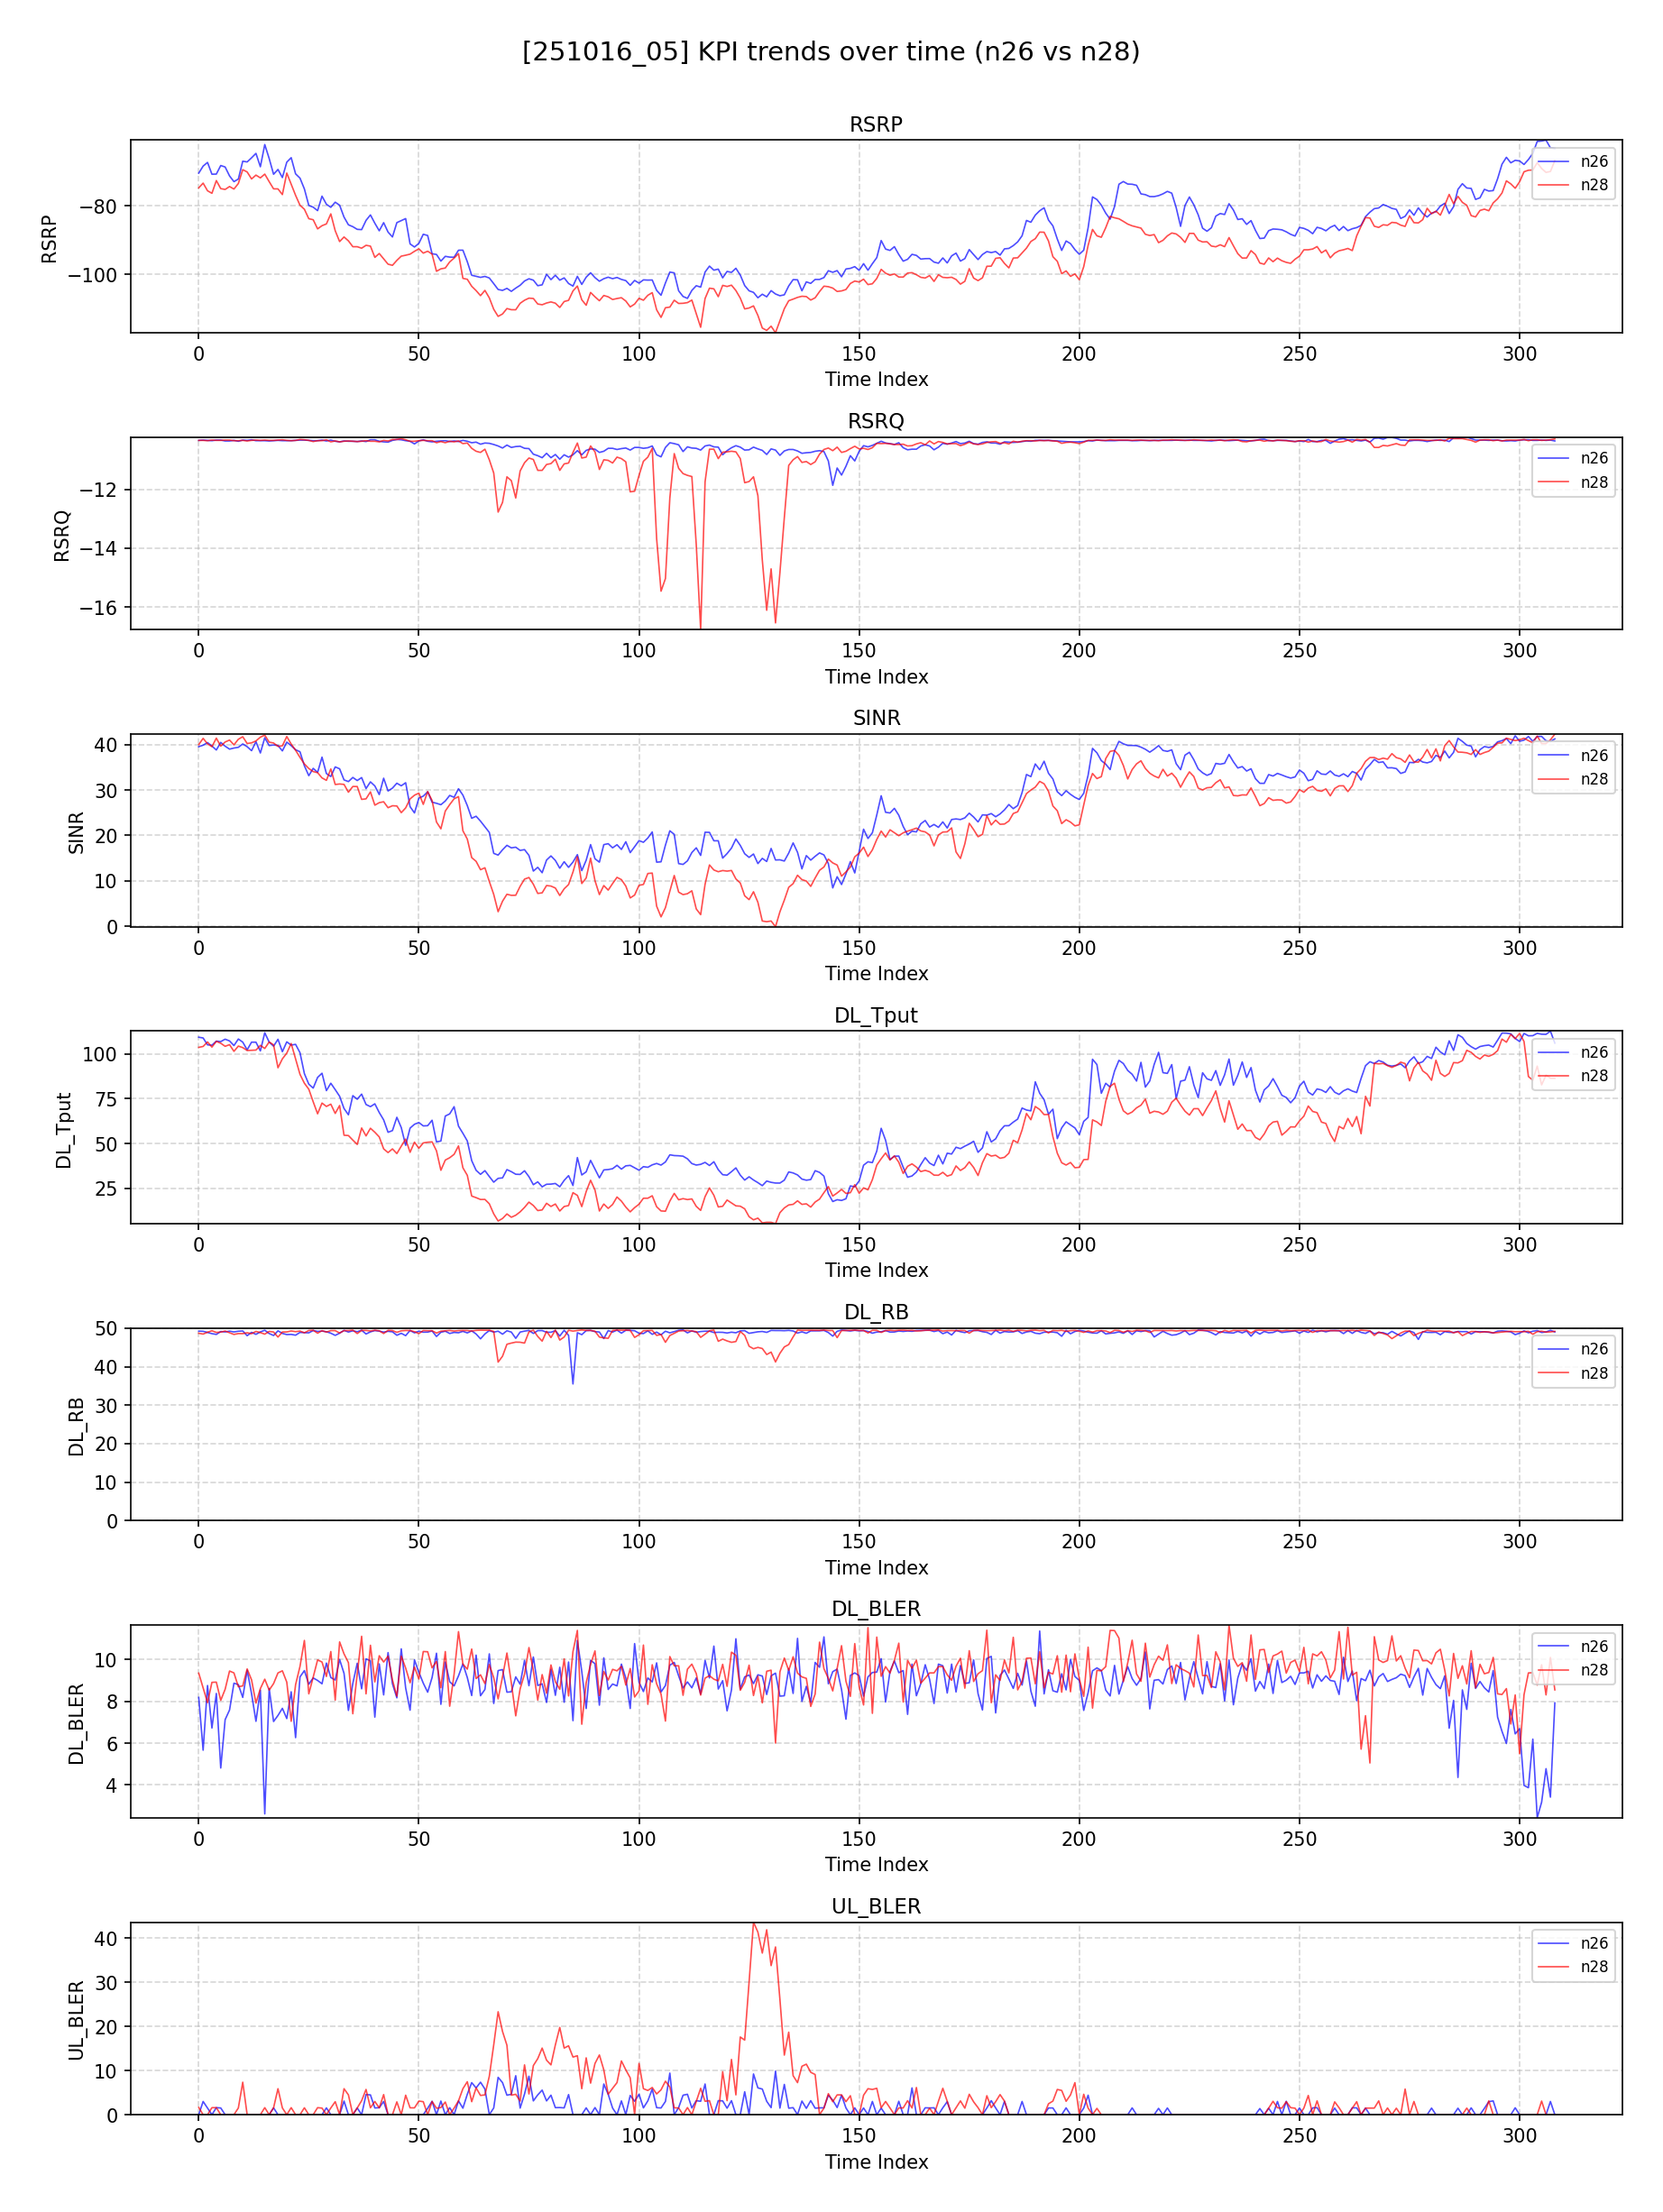 [251016_05] KPI trends over time (n26 vs n28)
RSRP
RSRP
−80
−100
n26
n28
0 50 100 150 200 250 300
Time Index
RSRQ
RSRQ
−12
−14
−16
n26
n28
0 50 100 150 200 250 300
Time Index
SINR
SINR
40
30
20
10
0
n26
n28
0 50 100 150 200 250 300
Time Index
DL_Tput
DL_Tput
100
75
50
25
n26
n28
0 50 100 150 200 250 300
Time Index
DL_RB
DL_RB
50
40
30
20
10
0
n26
n28
0 50 100 150 200 250 300
Time Index
DL_BLER
DL_BLER
10
8
6
4
n26
n28
0 50 100 150 200 250 300
Time Index
UL_BLER
UL_BLER
40
30
20
10
0
n26
n28
0 50 100 150 200 250 300
Time Index